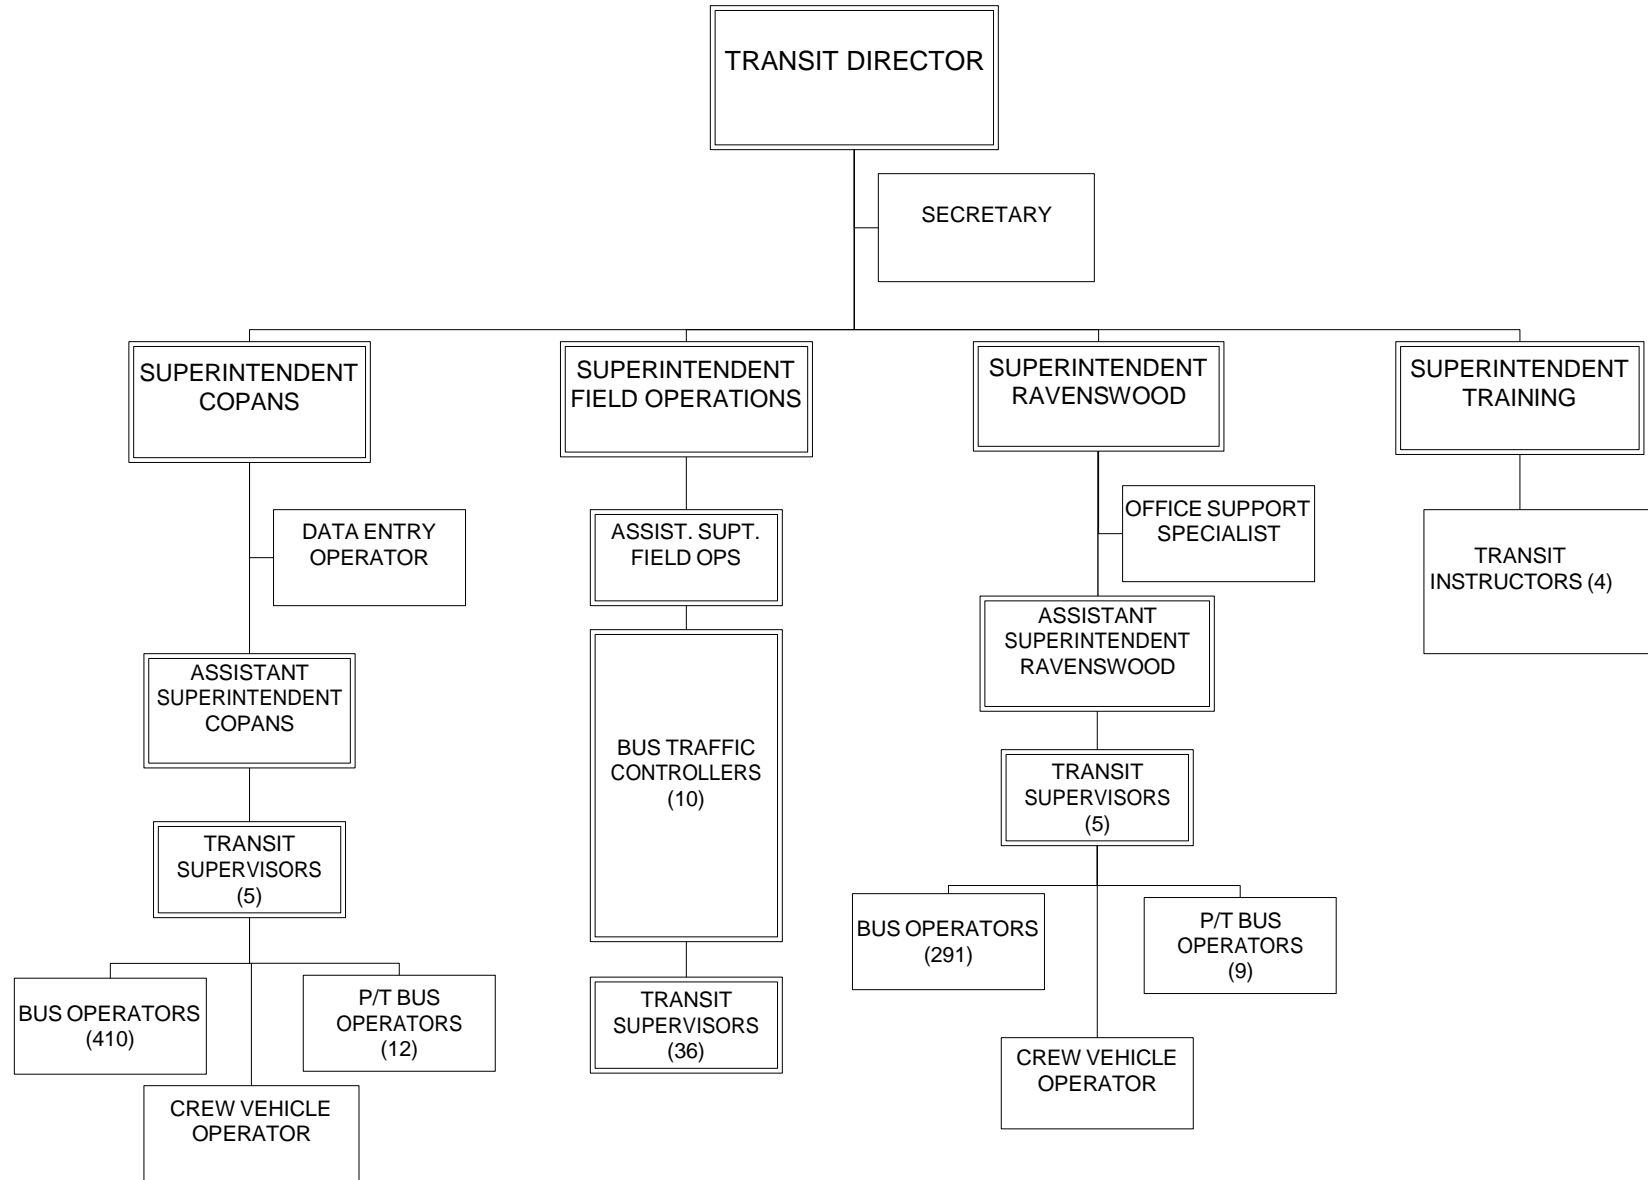 TRANSIT DIRECTOR
SECRETARY
SUPERINTENDENT
COPANS
SUPERINTENDENT
FIELD OPERATIONS
SUPERINTENDENT
RAVENSWOOD
SUPERINTENDENT
TRAINING
DATA ENTRY
OPERATOR
ASSIST. SUPT.
FIELD OPS
OFFICE SUPPORT
SPECIALIST
TRANSIT
INSTRUCTORS (4)
ASSISTANT
SUPERINTENDENT
COPANS
BUS TRAFFIC
CONTROLLERS
(10)
ASSISTANT
SUPERINTENDENT
RAVENSWOOD
TRANSIT
SUPERVISORS
(5)
TRANSIT
SUPERVISORS
(5)
BUS OPERATORS
(410)
P/T BUS
OPERATORS
(12)
TRANSIT
SUPERVISORS
(36)
BUS OPERATORS
(291)
P/T BUS
OPERATORS
(9)
CREW VEHICLE
OPERATOR
CREW VEHICLE
OPERATOR